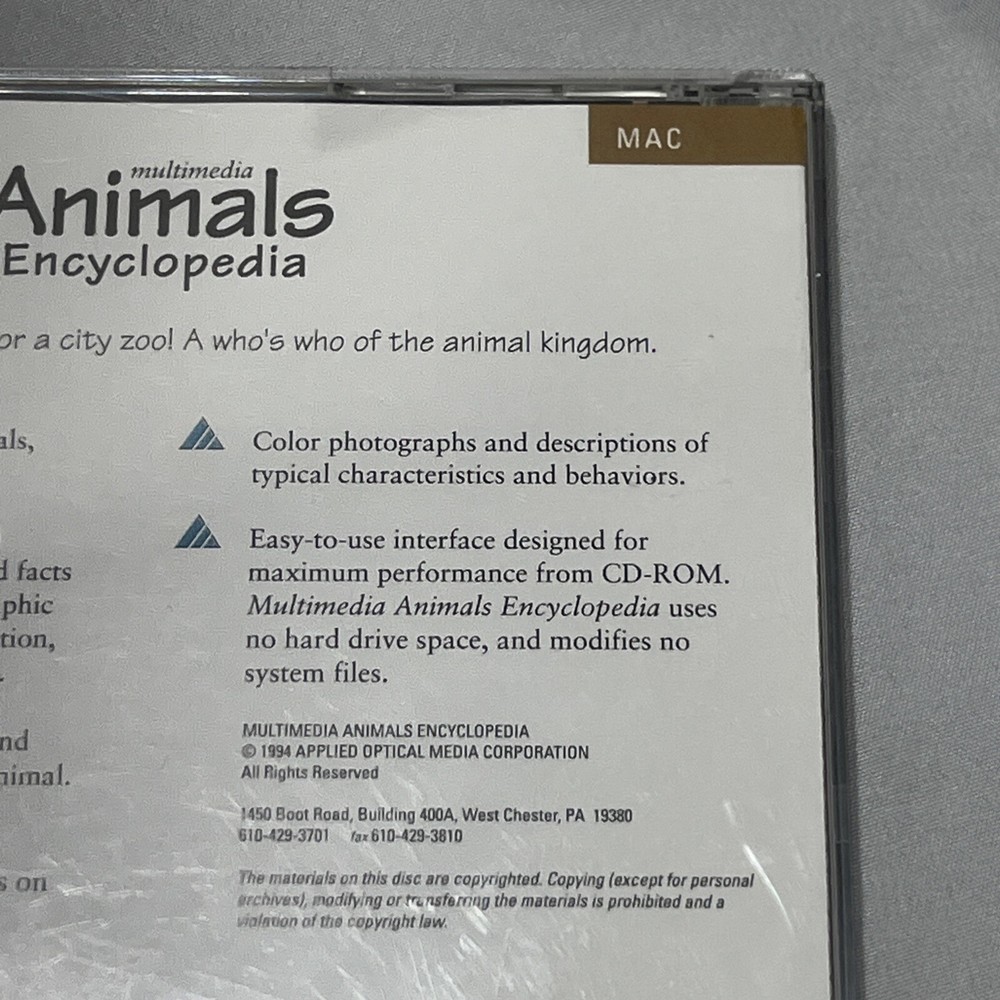 MAC
multimedia
Animals
Encyclopedia
or a city zoo! A who's who of the animal kingdom.
als,
d facts
phic
tion,
nd
nimal.
s on
Color photographs and descriptions of
typical characteristics and behaviors.
Easy-to-use interface designed for
maximum performance from CD-ROM.
Multimedia Animals Encyclopedia uses
no hard drive space, and modifies no
system files.
MULTIMEDIA ANIMALS ENCYCLOPEDIA
© 1994 APPLIED OPTICAL MEDIA CORPORATION
All Rights Reserved
1450 Boot Road, Building 400A, West Chester, PA 19380
610-429-3701 fax 610-429-3810
The materials on this disc are copyrighted. Copying (except for personal
archives), modifying or transferring the materials is prohibited and a
violation of the copyright law.